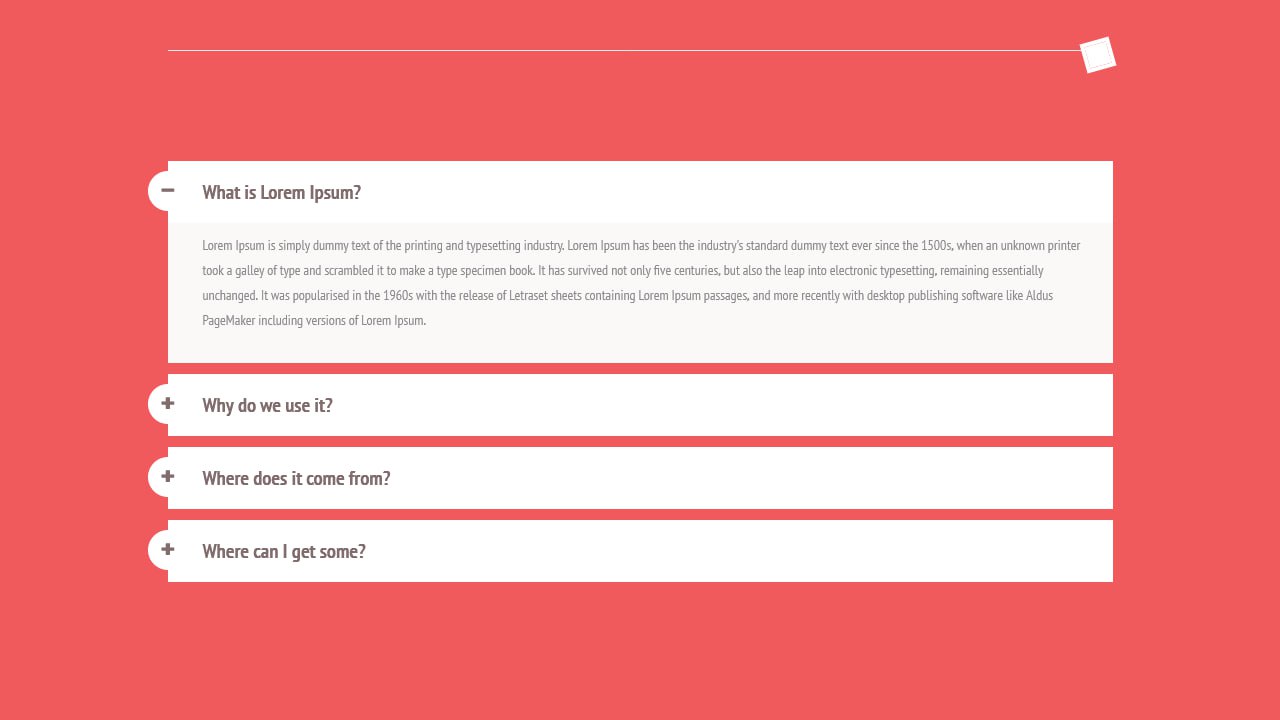 What is Lorem Ipsum?
Lorem Ipsum is simply dummy text of the printing and typesetting industry. Lorem Ipsum has been the industry's standard dummy text ever since the 1500s, when an unknown printer
took a galley of type and scrambled it to make a type specimen book. It has survived not only five centuries, but also the leap into electronic typesetting, remaining essentially
unchanged. It was popularised in the 1960s with the release of Letraset sheets containing Lorem Ipsum passages, and more recently with desktop publishing software like Aldus
PageMaker including versions of Lorem Ipsum.
Why do we use it?
Where does it come from?
Where can I get some?